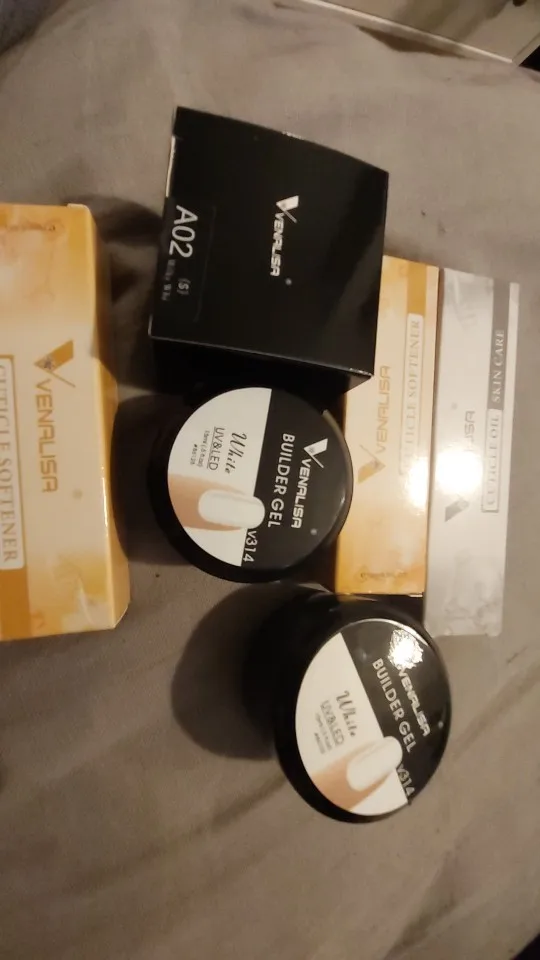 VENALISA
A02 (S)
VENALISA
CUTICLE SOFTENER
VENALISA
CUTICLE SOFTENER
VENALISA
CUTICLE OIL SKIN CARE
VENALISA
BUILDER GEL
V314
White
UV&LED
VENALISA
BUILDER GEL
V314
White
UV&LED